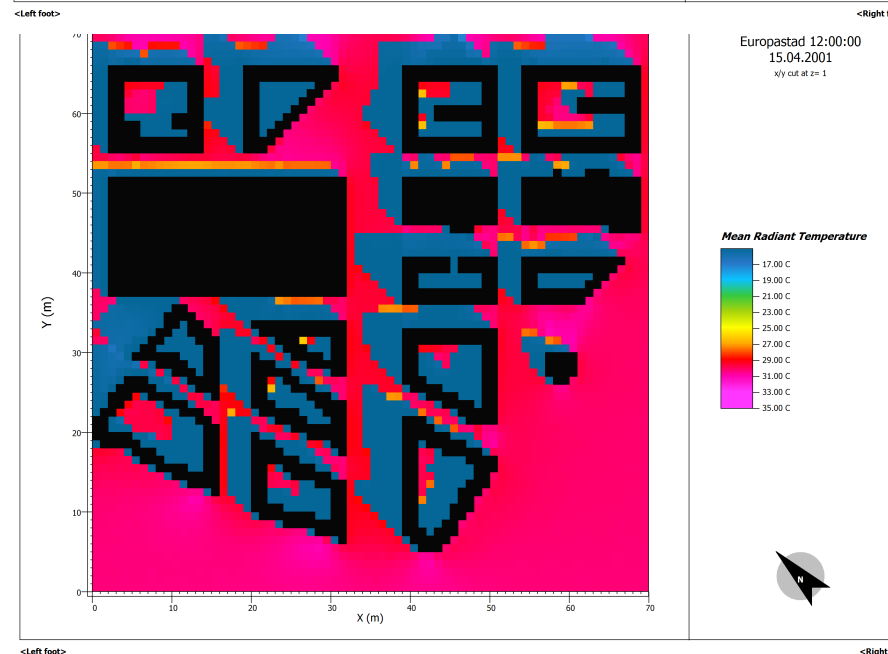 <Left foot>
<Right f
Europastad 12:00:00
15.04.2001
x/y cut at z= 1
70
60
50
40
30
20
10
0
Y (m)
0 10 20 30 40 50 60 70
X (m)
Mean Radiant Temperature
17.00 C
19.00 C
21.00 C
23.00 C
25.00 C
27.00 C
29.00 C
31.00 C
33.00 C
35.00 C
N
<Left foot>
<Right